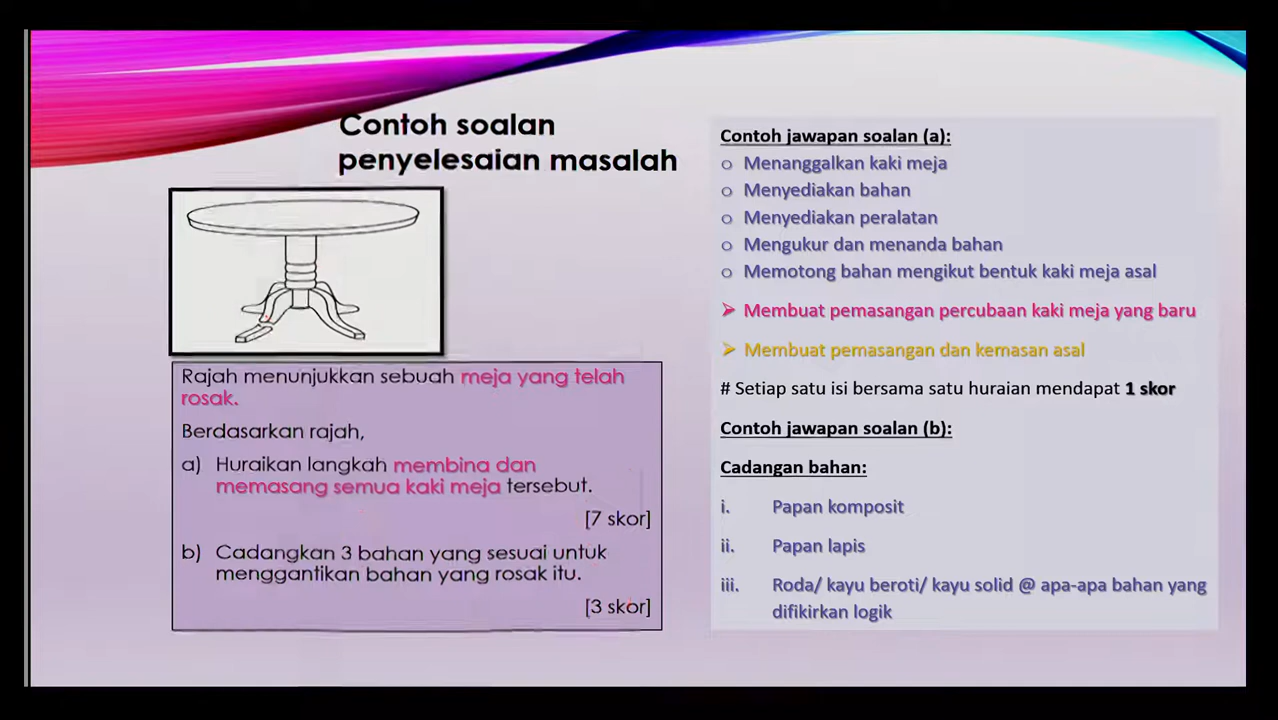 Contoh soalan
penyelesaian masalah
Rajah menunjukkan sebuah meja yang telah
rosak.
Berdasarkan rajah,
a) Huraikan langkah membina dan
memasang semua kaki meja tersebut.
[7 skor]
b) Cadangkan 3 bahan yang sesuai untuk
menggantikan bahan yang rosak itu.
[3 skor]
Contoh jawapan soalan (a):
o Menanggalkan kaki meja
o Menyediakan bahan
o Menyediakan peralatan
o Mengukur dan menanda bahan
o Memotong bahan mengikut bentuk kaki meja asal
➢ Membuat pemasangan percubaan kaki meja yang baru
➢ Membuat pemasangan dan kemasan asal
# Setiap satu isi bersama satu huraian mendapat 1 skor
Contoh jawapan soalan (b):
Cadangan bahan:
i. Papan komposit
ii. Papan lapis
iii. Roda/ kayu beroti/ kayu solid @ apa-apa bahan yang
difikirkan logik